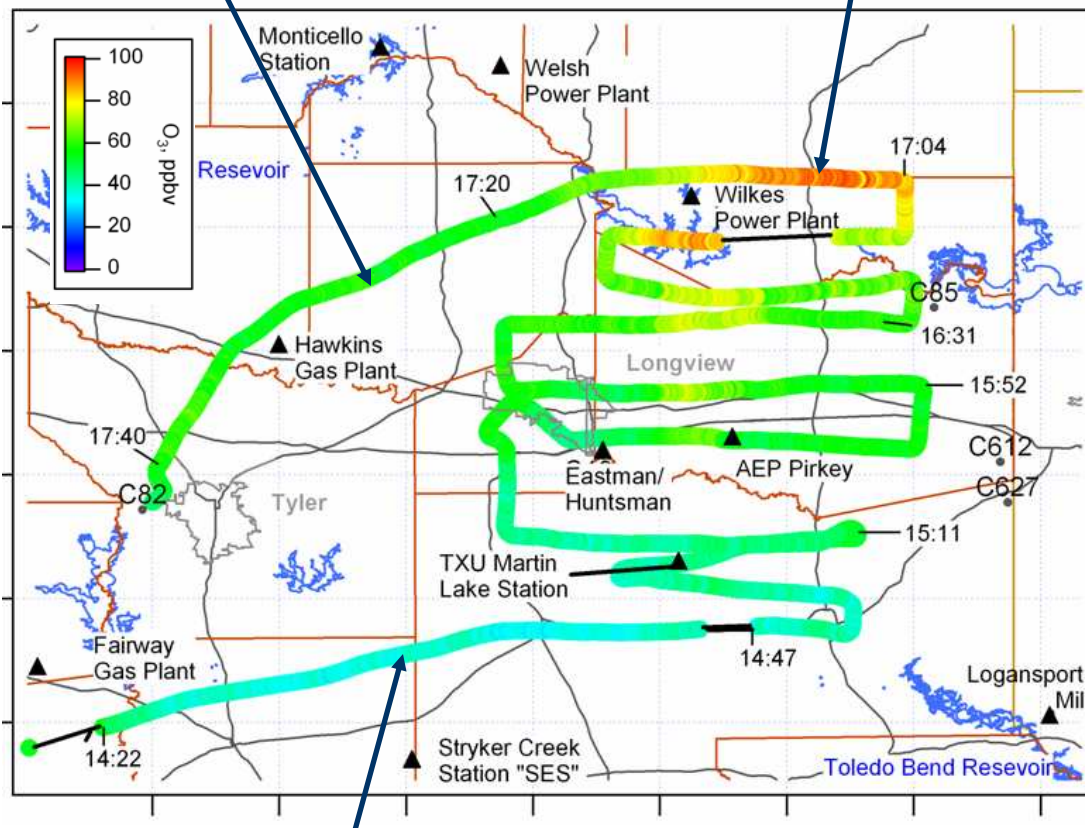 Monticello
Station
Welsh
Power Plant
100
80
60
40
20
0
O₃, ppbv
Resevoir
17:20
17:04
Wilkes
Power Plant
C85
16:31
Hawkins
Gas Plant
Longview
15:52
17:40
C82
Tyler
Eastman/
Huntsman
AEP Pirkey
C612
C627
15:11
TXU Martin
Lake Station
14:47
Fairway
Gas Plant
14:22
Logansport
Mil
Stryker Creek
Station "SES"
Toledo Bend Resevoir